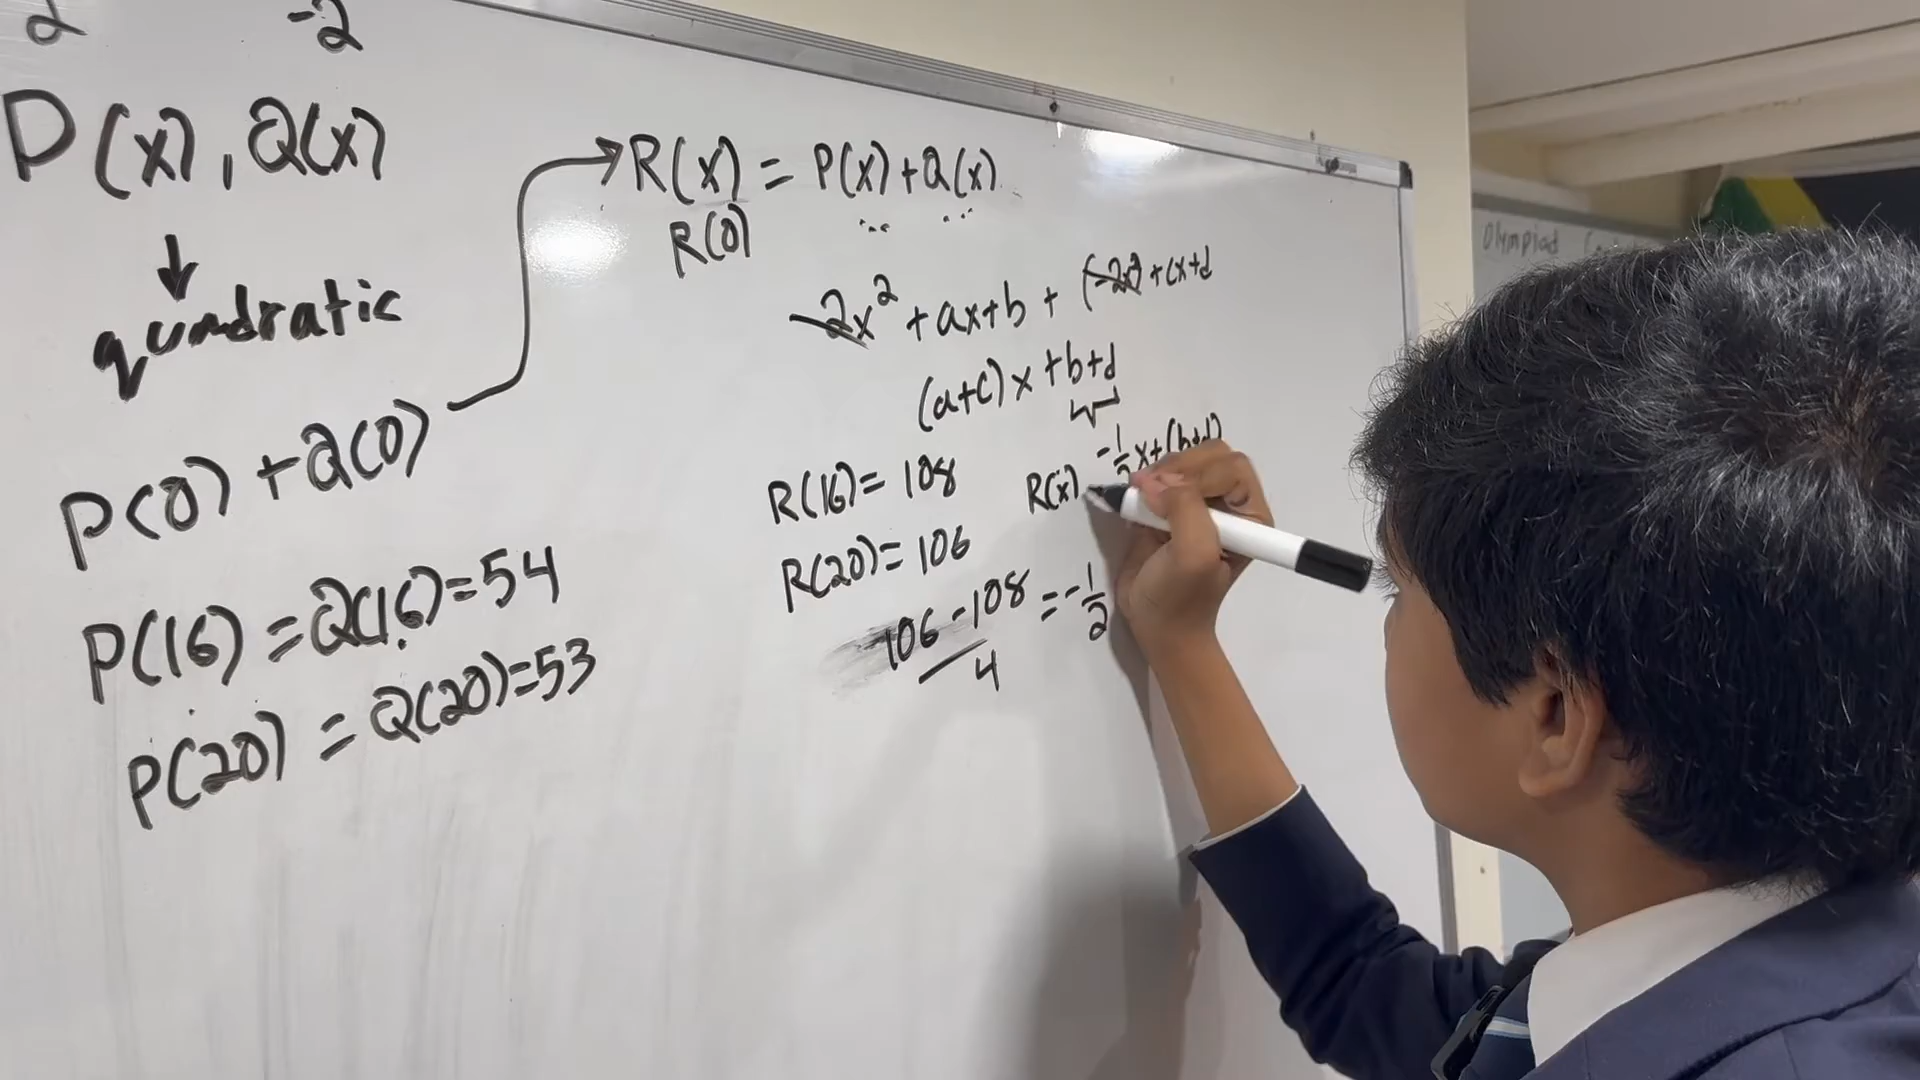 2 -2
P(x), Q(x)
↓
quadratic
P(0) + Q(0)
P(16) = Q(16) = 54
P(20) = Q(20) = 53
R(x) = P(x) + Q(x)
R(0)
2x² + ax + b + (-2x²) + cx + d
(a+c)x + b+d
R(16) = 108
R(20) = 106
106 - 108
4
= -1/2
R(x)
-1/2 x + (b+d)
Olympiad